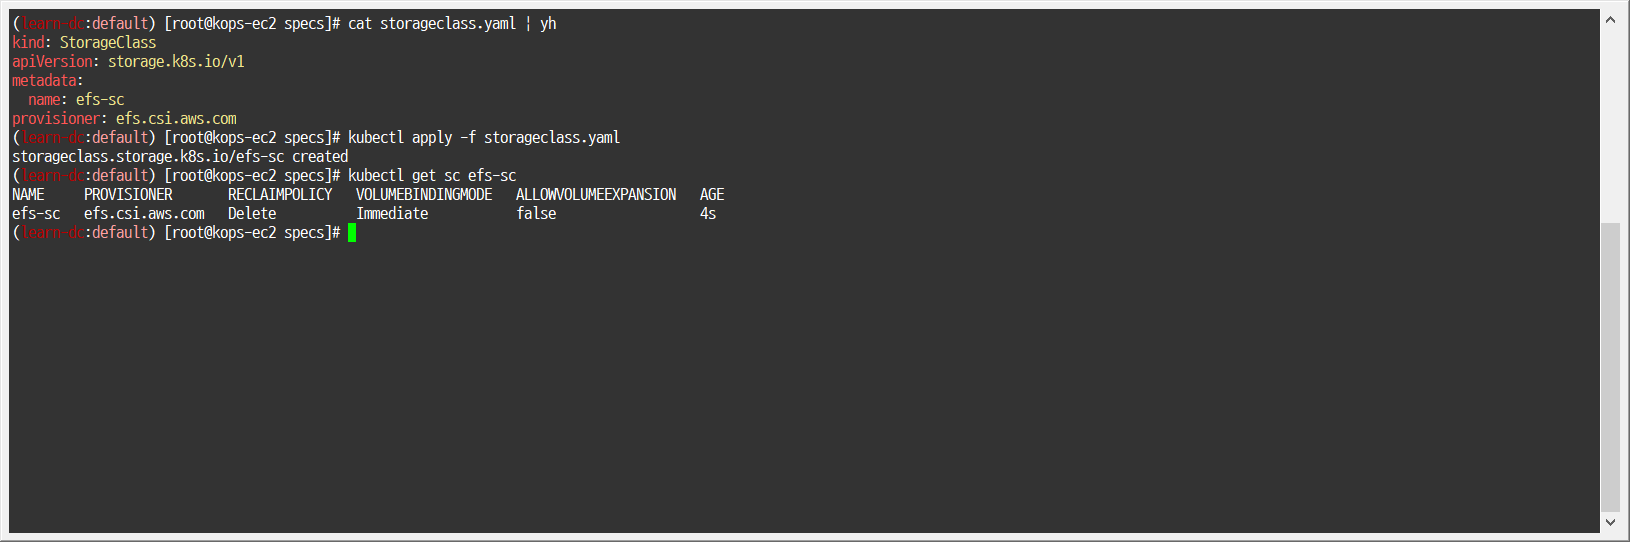 (learn-dc:default) [root@kops-ec2 specs]# cat storageclass.yaml | yh
kind: StorageClass
apiVersion: storage.k8s.io/v1
metadata:
  name: efs-sc
provisioner: efs.csi.aws.com
(learn-dc:default) [root@kops-ec2 specs]# kubectl apply -f storageclass.yaml
storageclass.storage.k8s.io/efs-sc created
(learn-dc:default) [root@kops-ec2 specs]# kubectl get sc efs-sc
NAME     PROVISIONER       RECLAIMPOLICY   VOLUMEBINDINGMODE   ALLOWVOLUMEEXPANSION   AGE
efs-sc   efs.csi.aws.com   Delete          Immediate           false                  4s
(learn-dc:default) [root@kops-ec2 specs]#